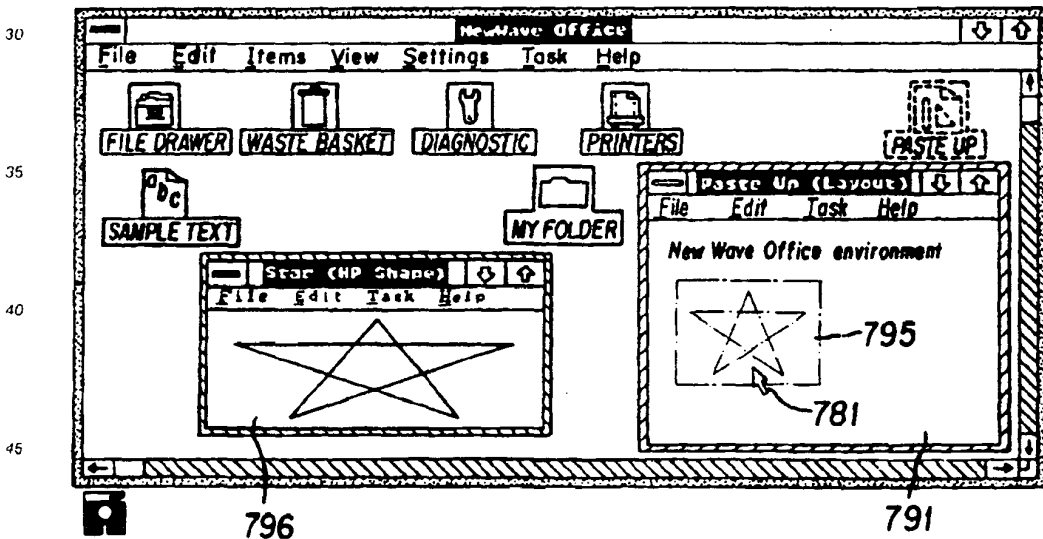 30
NewWave Office
File Edit Items View Settings Task Help
FILE DRAWER WASTE BASKET DIAGNOSTIC PRINTERS PASTE UP
35
abc
Paste Up (Layout)
File Edit Task Help
SAMPLE TEXT MY FOLDER
New Wave Office environment
Star (HP Shape)
File Edit Task Help
40
795
781
45
796 791